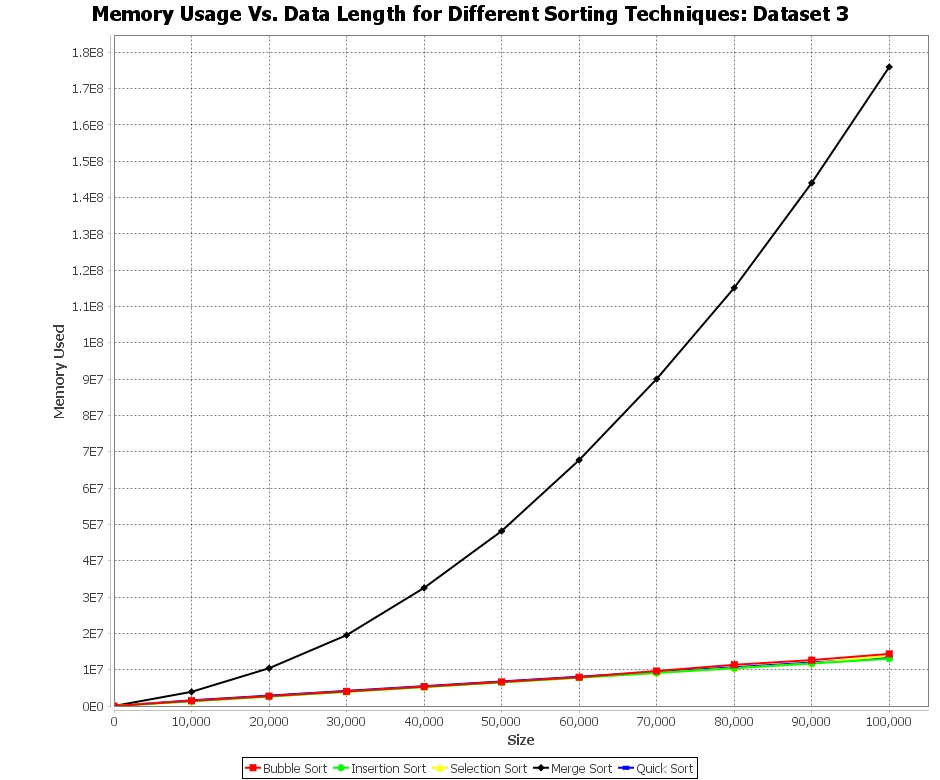 Memory Usage Vs. Data Length for Different Sorting Techniques: Dataset 3
1.8E8
1.7E8
1.6E8
1.5E8
1.4E8
1.3E8
1.2E8
1.1E8
1E8
9E7
8E7
7E7
6E7
5E7
4E7
3E7
2E7
1E7
0E0
Memory Used
0 10,000 20,000 30,000 40,000 50,000 60,000 70,000 80,000 90,000 100,000
Size
Bubble Sort Insertion Sort Selection Sort Merge Sort Quick Sort